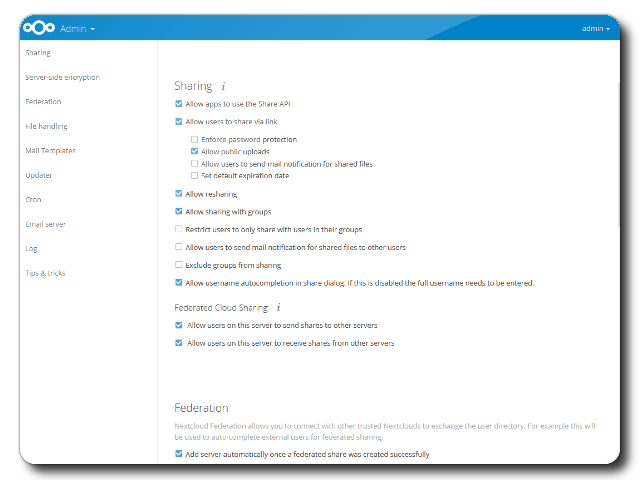 Admin
admin
Sharing
Server-side encryption
Federation
File handling
Mail Templates
Updater
Cron
Email server
Log
Tips & tricks
Sharing i
Allow apps to use the Share API
Allow users to share via link
Enforce password protection
Allow public uploads
Allow users to send mail notification for shared files
Set default expiration date
Allow resharing
Allow sharing with groups
Restrict users to only share with users in their groups
Allow users to send mail notification for shared files to other users
Exclude groups from sharing
Allow username autocompletion in share dialog. If this is disabled the full username needs to be entered.
Federated Cloud Sharing i
Allow users on this server to send shares to other servers
Allow users on this server to receive shares from other servers
Federation
Nextcloud Federation allows you to connect with other trusted Nextclouds to exchange the user directory. For example this will
be used to auto-complete external users for federated sharing.
Add server automatically once a federated share was created successfully